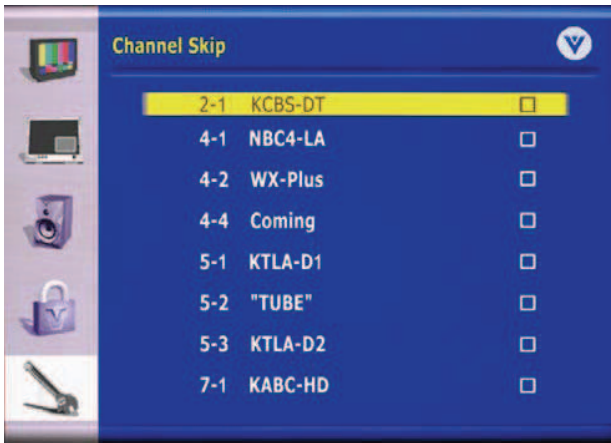 Channel Skip
2-1 KCBS-DT
4-1 NBC4-LA
4-2 WX-Plus
4-4 Coming
5-1 KTLA-D1
5-2 "TUBE"
5-3 KTLA-D2
7-1 KABC-HD